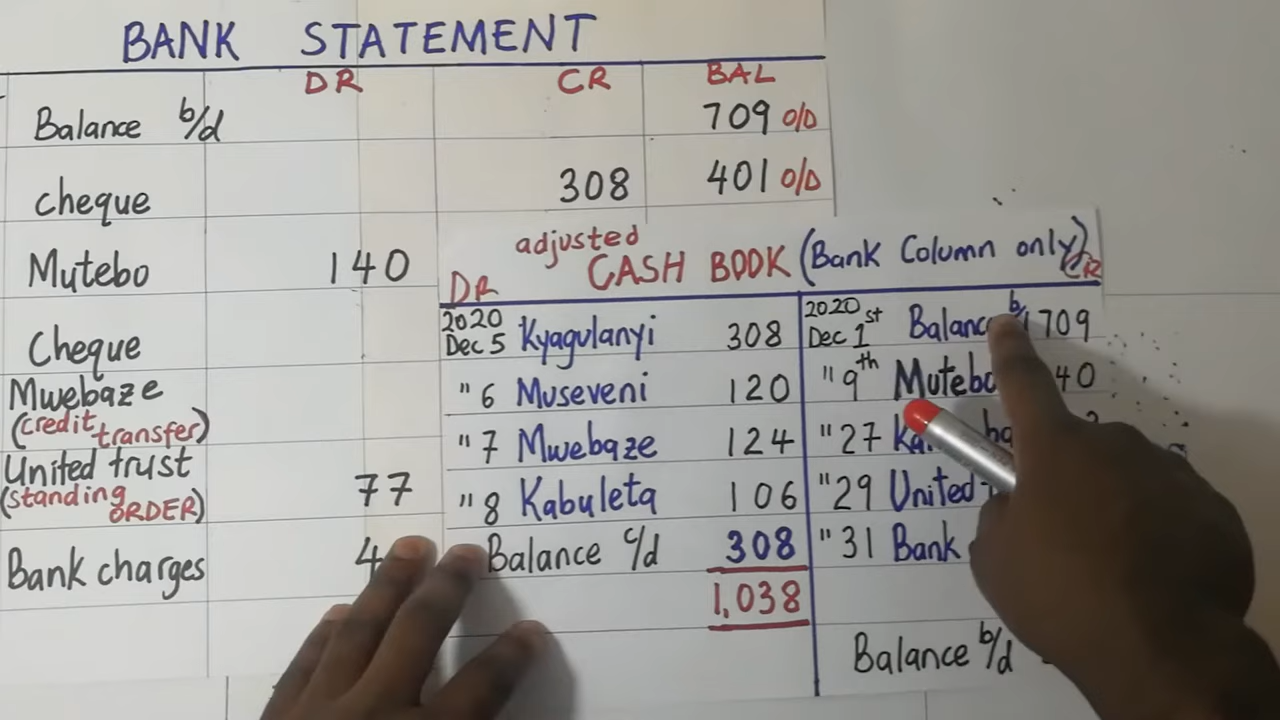 BANK STATEMENT
DR CR BAL
Balance b/d 709 O/D
cheque 308 401 O/D
Mutebo 140
Cheque
Mwebaze
(credit transfer)
United trust 77
(standing ORDER)
Bank charges 4
adjusted
DR CASH BOOK (Bank Column only) CR
2020
Dec 5 Kyagulanyi 308
" 6 Museveni 120
" 7 Mwebaze 124
" 8 Kabuleta 106
Balance c/d 308
1,038
2020
Dec 1st Balance 709
" 9th Mutebo 40
" 27
" 29 United
" 31 Bank
Balance b/d